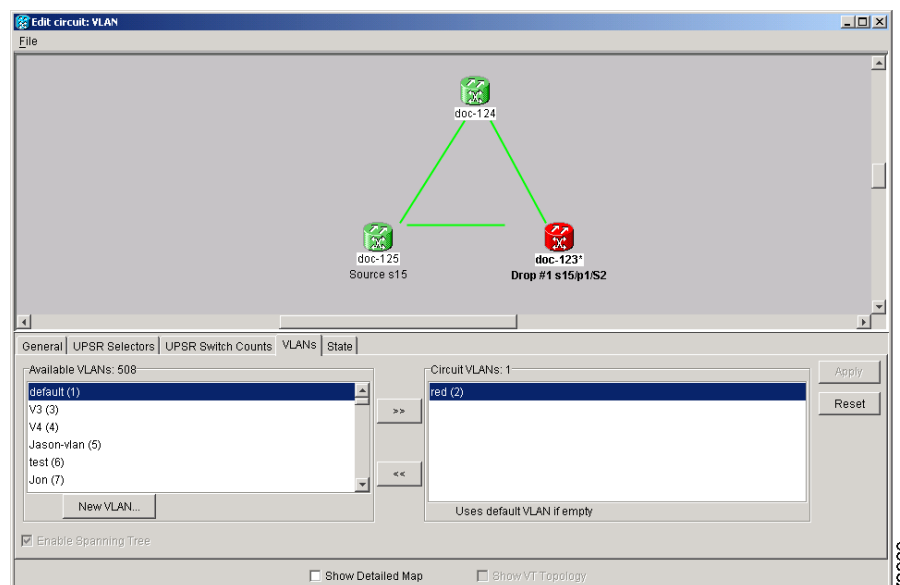 Edit circuit: VLAN
File
doc-124
doc-125
Source s15
doc-123*
Drop #1 s15/p1/S2
General
UPSR Selectors
UPSR Switch Counts
VLANs
State
Available VLANs: 508
default (1)
V3 (3)
V4 (4)
Jason-vlan (5)
test (6)
Jon (7)
New VLAN...
>>
<<
Circuit VLANs: 1
red (2)
Uses default VLAN if empty
Apply
Reset
Enable Spanning Tree
Show Detailed Map
Show VT Topology